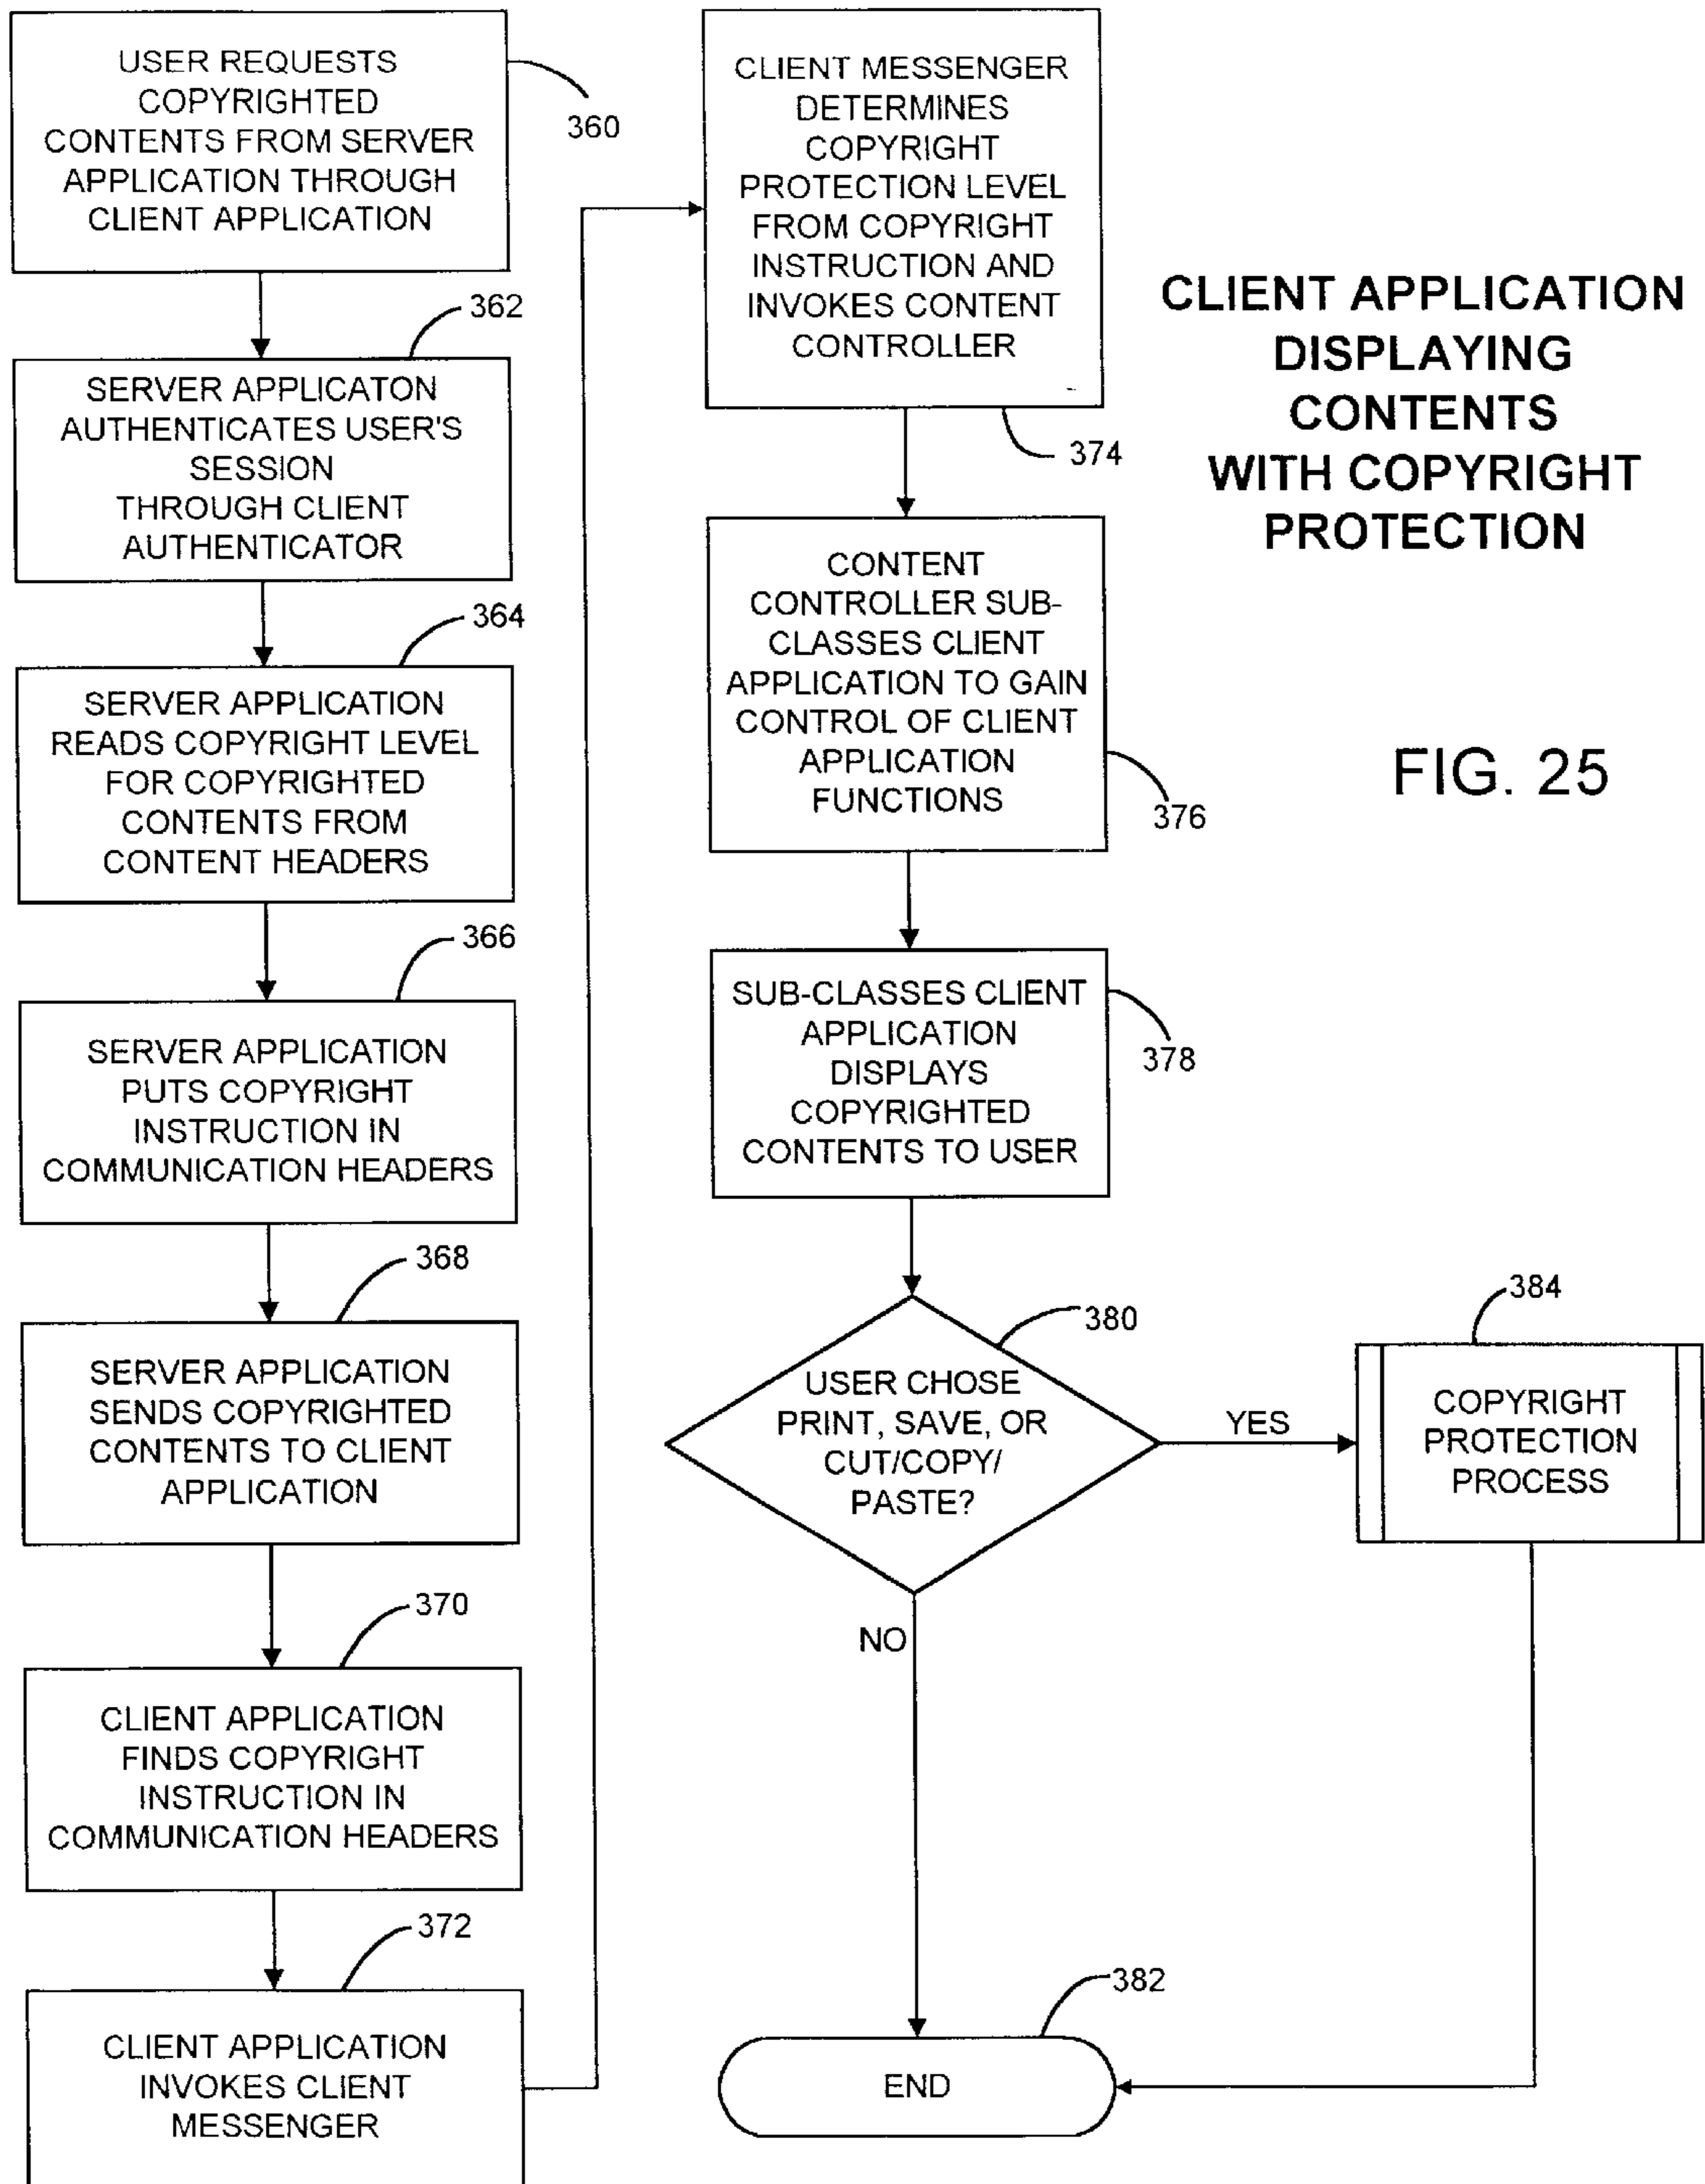 USER REQUESTS
COPYRIGHTED
CONTENTS FROM SERVER
APPLICATION THROUGH
CLIENT APPLICATION
360
362
SERVER APPLICATON
AUTHENTICATES USER'S
SESSION
THROUGH CLIENT
AUTHENTICATOR
364
SERVER APPLICATION
READS COPYRIGHT LEVEL
FOR COPYRIGHTED
CONTENTS FROM
CONTENT HEADERS
366
SERVER APPLICATION
PUTS COPYRIGHT
INSTRUCTION IN
COMMUNICATION HEADERS
368
SERVER APPLICATION
SENDS COPYRIGHTED
CONTENTS TO CLIENT
APPLICATION
370
CLIENT APPLICATION
FINDS COPYRIGHT
INSTRUCTION IN
COMMUNICATION HEADERS
372
CLIENT APPLICATION
INVOKES CLIENT
MESSENGER
CLIENT MESSENGER
DETERMINES
COPYRIGHT
PROTECTION LEVEL
FROM COPYRIGHT
INSTRUCTION AND
INVOKES CONTENT
CONTROLLER
374
CONTENT
CONTROLLER SUB-
CLASSES CLIENT
APPLICATION TO GAIN
CONTROL OF CLIENT
APPLICATION
FUNCTIONS
376
SUB-CLASSES CLIENT
APPLICATION
DISPLAYS
COPYRIGHTED
CONTENTS TO USER
378
380
USER CHOSE
PRINT, SAVE, OR
CUT/COPY/
PASTE?
YES
NO
384
COPYRIGHT
PROTECTION
PROCESS
382
END
CLIENT APPLICATION
DISPLAYING
CONTENTS
WITH COPYRIGHT
PROTECTION
FIG. 25